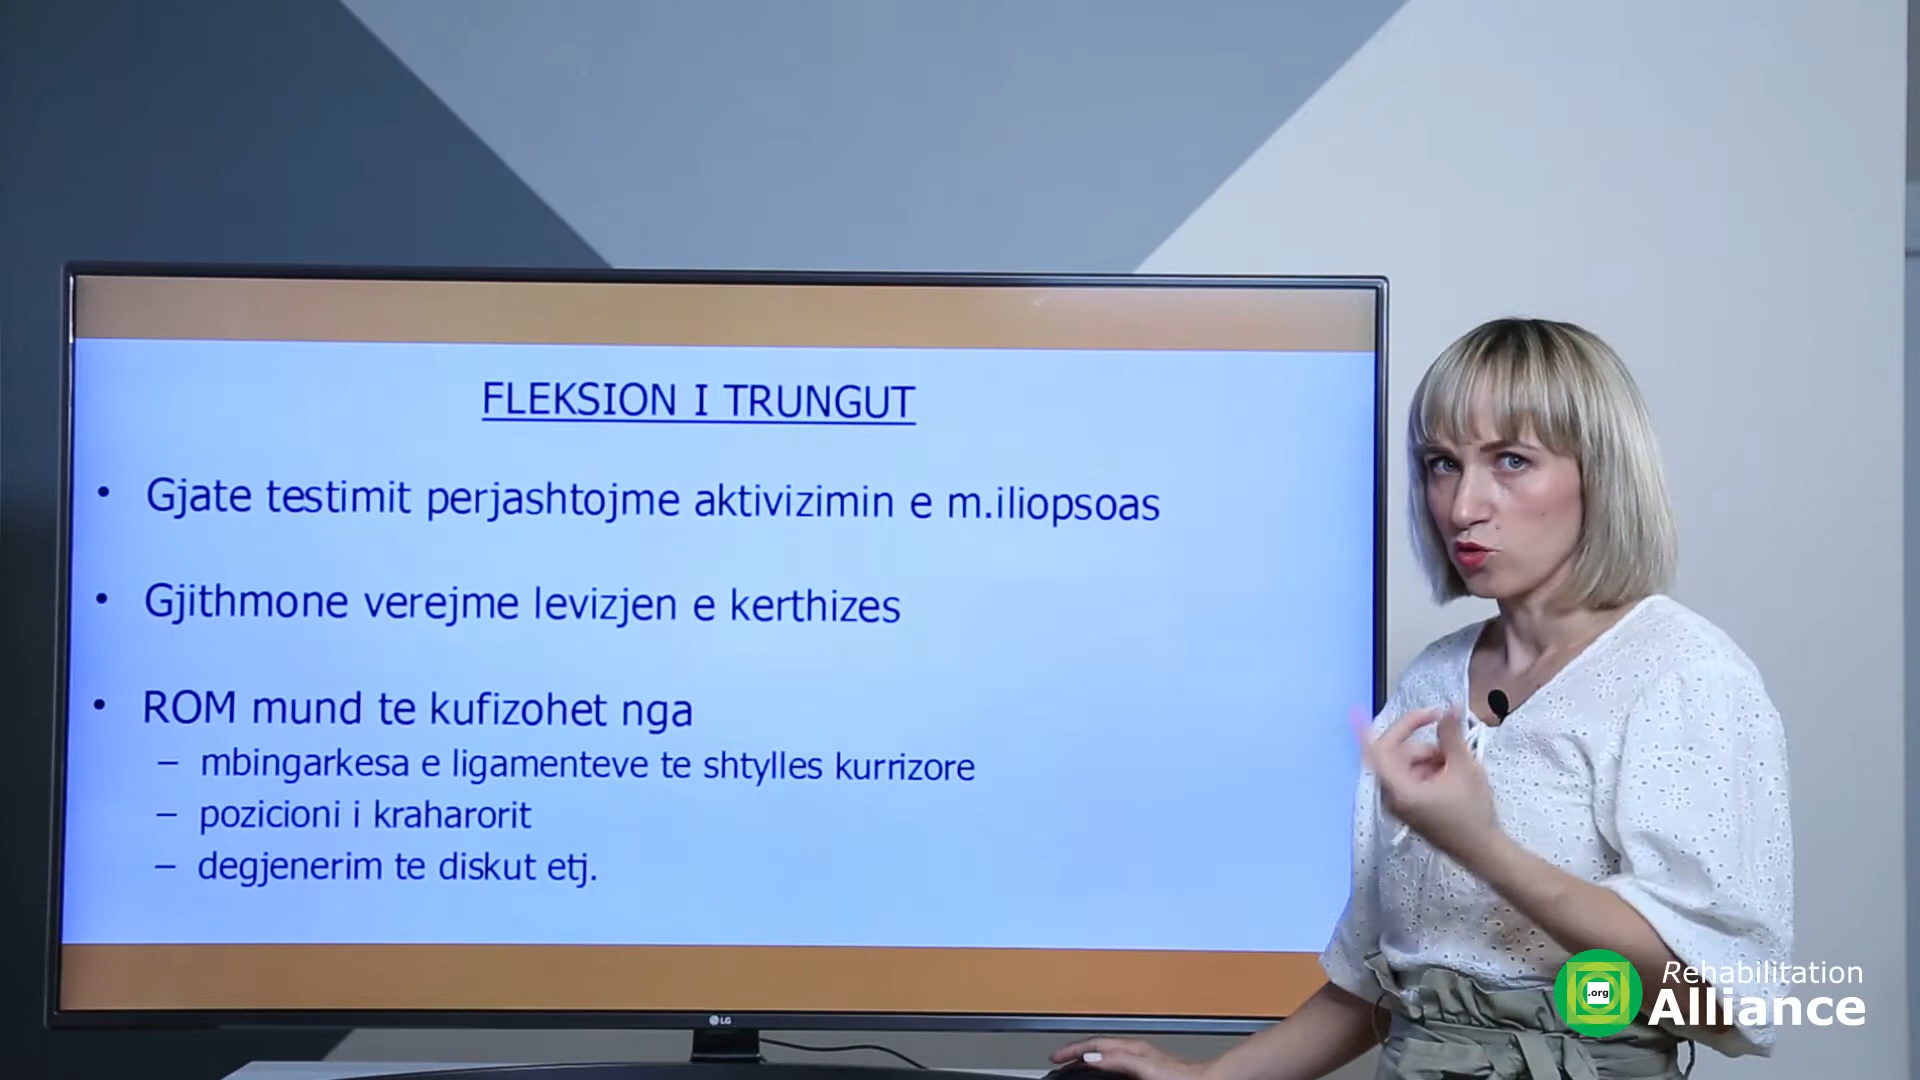 FLEKSION I TRUNGUT
• Gjate testimit perjashtojme aktivizimin e m.iliopsoas
• Gjithmone verejme levizjen e kerthizes
• ROM mund te kufizohet nga
– mbingarkesa e ligamenteve te shtylles kurrizore
– pozicioni i kraharorit
– degjenerim te diskut etj.
LG
.org
Rehabilitation
Alliance